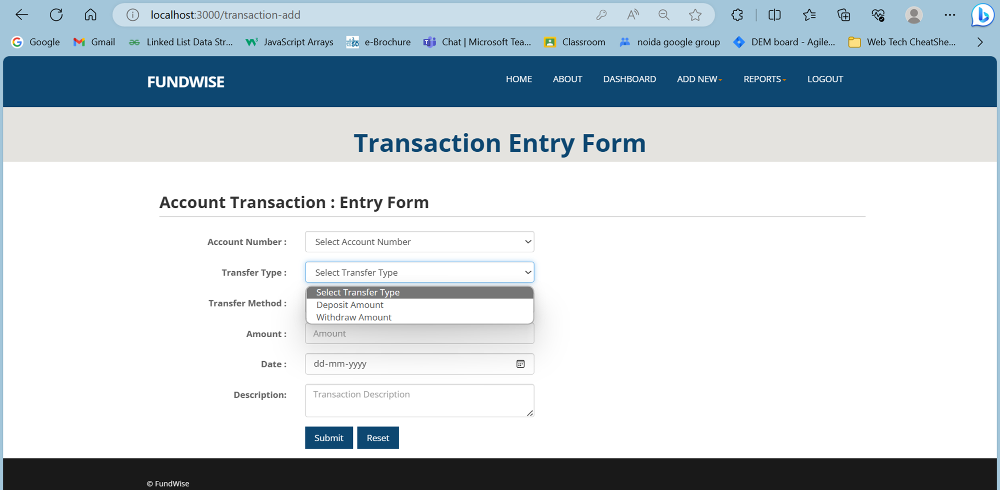 localhost:3000/transaction-add
Google Gmail Linked List Data Str... JavaScript Arrays e-Brochure Chat | Microsoft Tea... Classroom noida google group DEM board - Agile... Web Tech CheatShe...
FUNDWISE
HOME ABOUT DASHBOARD ADD NEW REPORTS LOGOUT
Transaction Entry Form
Account Transaction : Entry Form
Account Number : Select Account Number
Transfer Type : Select Transfer Type
Select Transfer Type
Deposit Amount
Withdraw Amount
Transfer Method :
Amount : Amount
Date : dd-mm-yyyy
Description: Transaction Description
Submit Reset
© FundWise